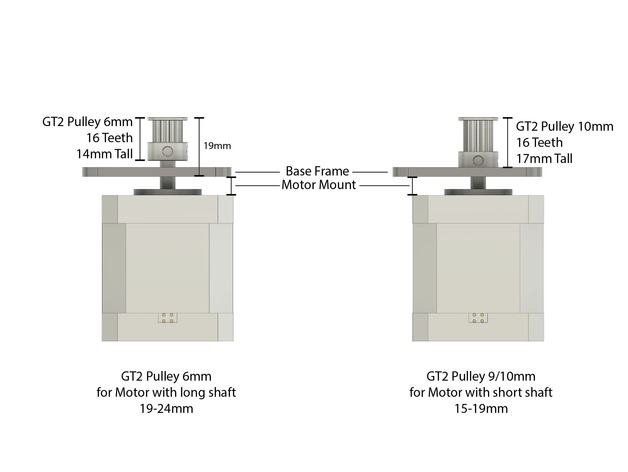 GT2 Pulley 6mm
16 Teeth
14mm Tall
19mm
GT2 Pulley 10mm
16 Teeth
17mm Tall
Base Frame
Motor Mount
GT2 Pulley 6mm
for Motor with long shaft
19-24mm
GT2 Pulley 9/10mm
for Motor with short shaft
15-19mm